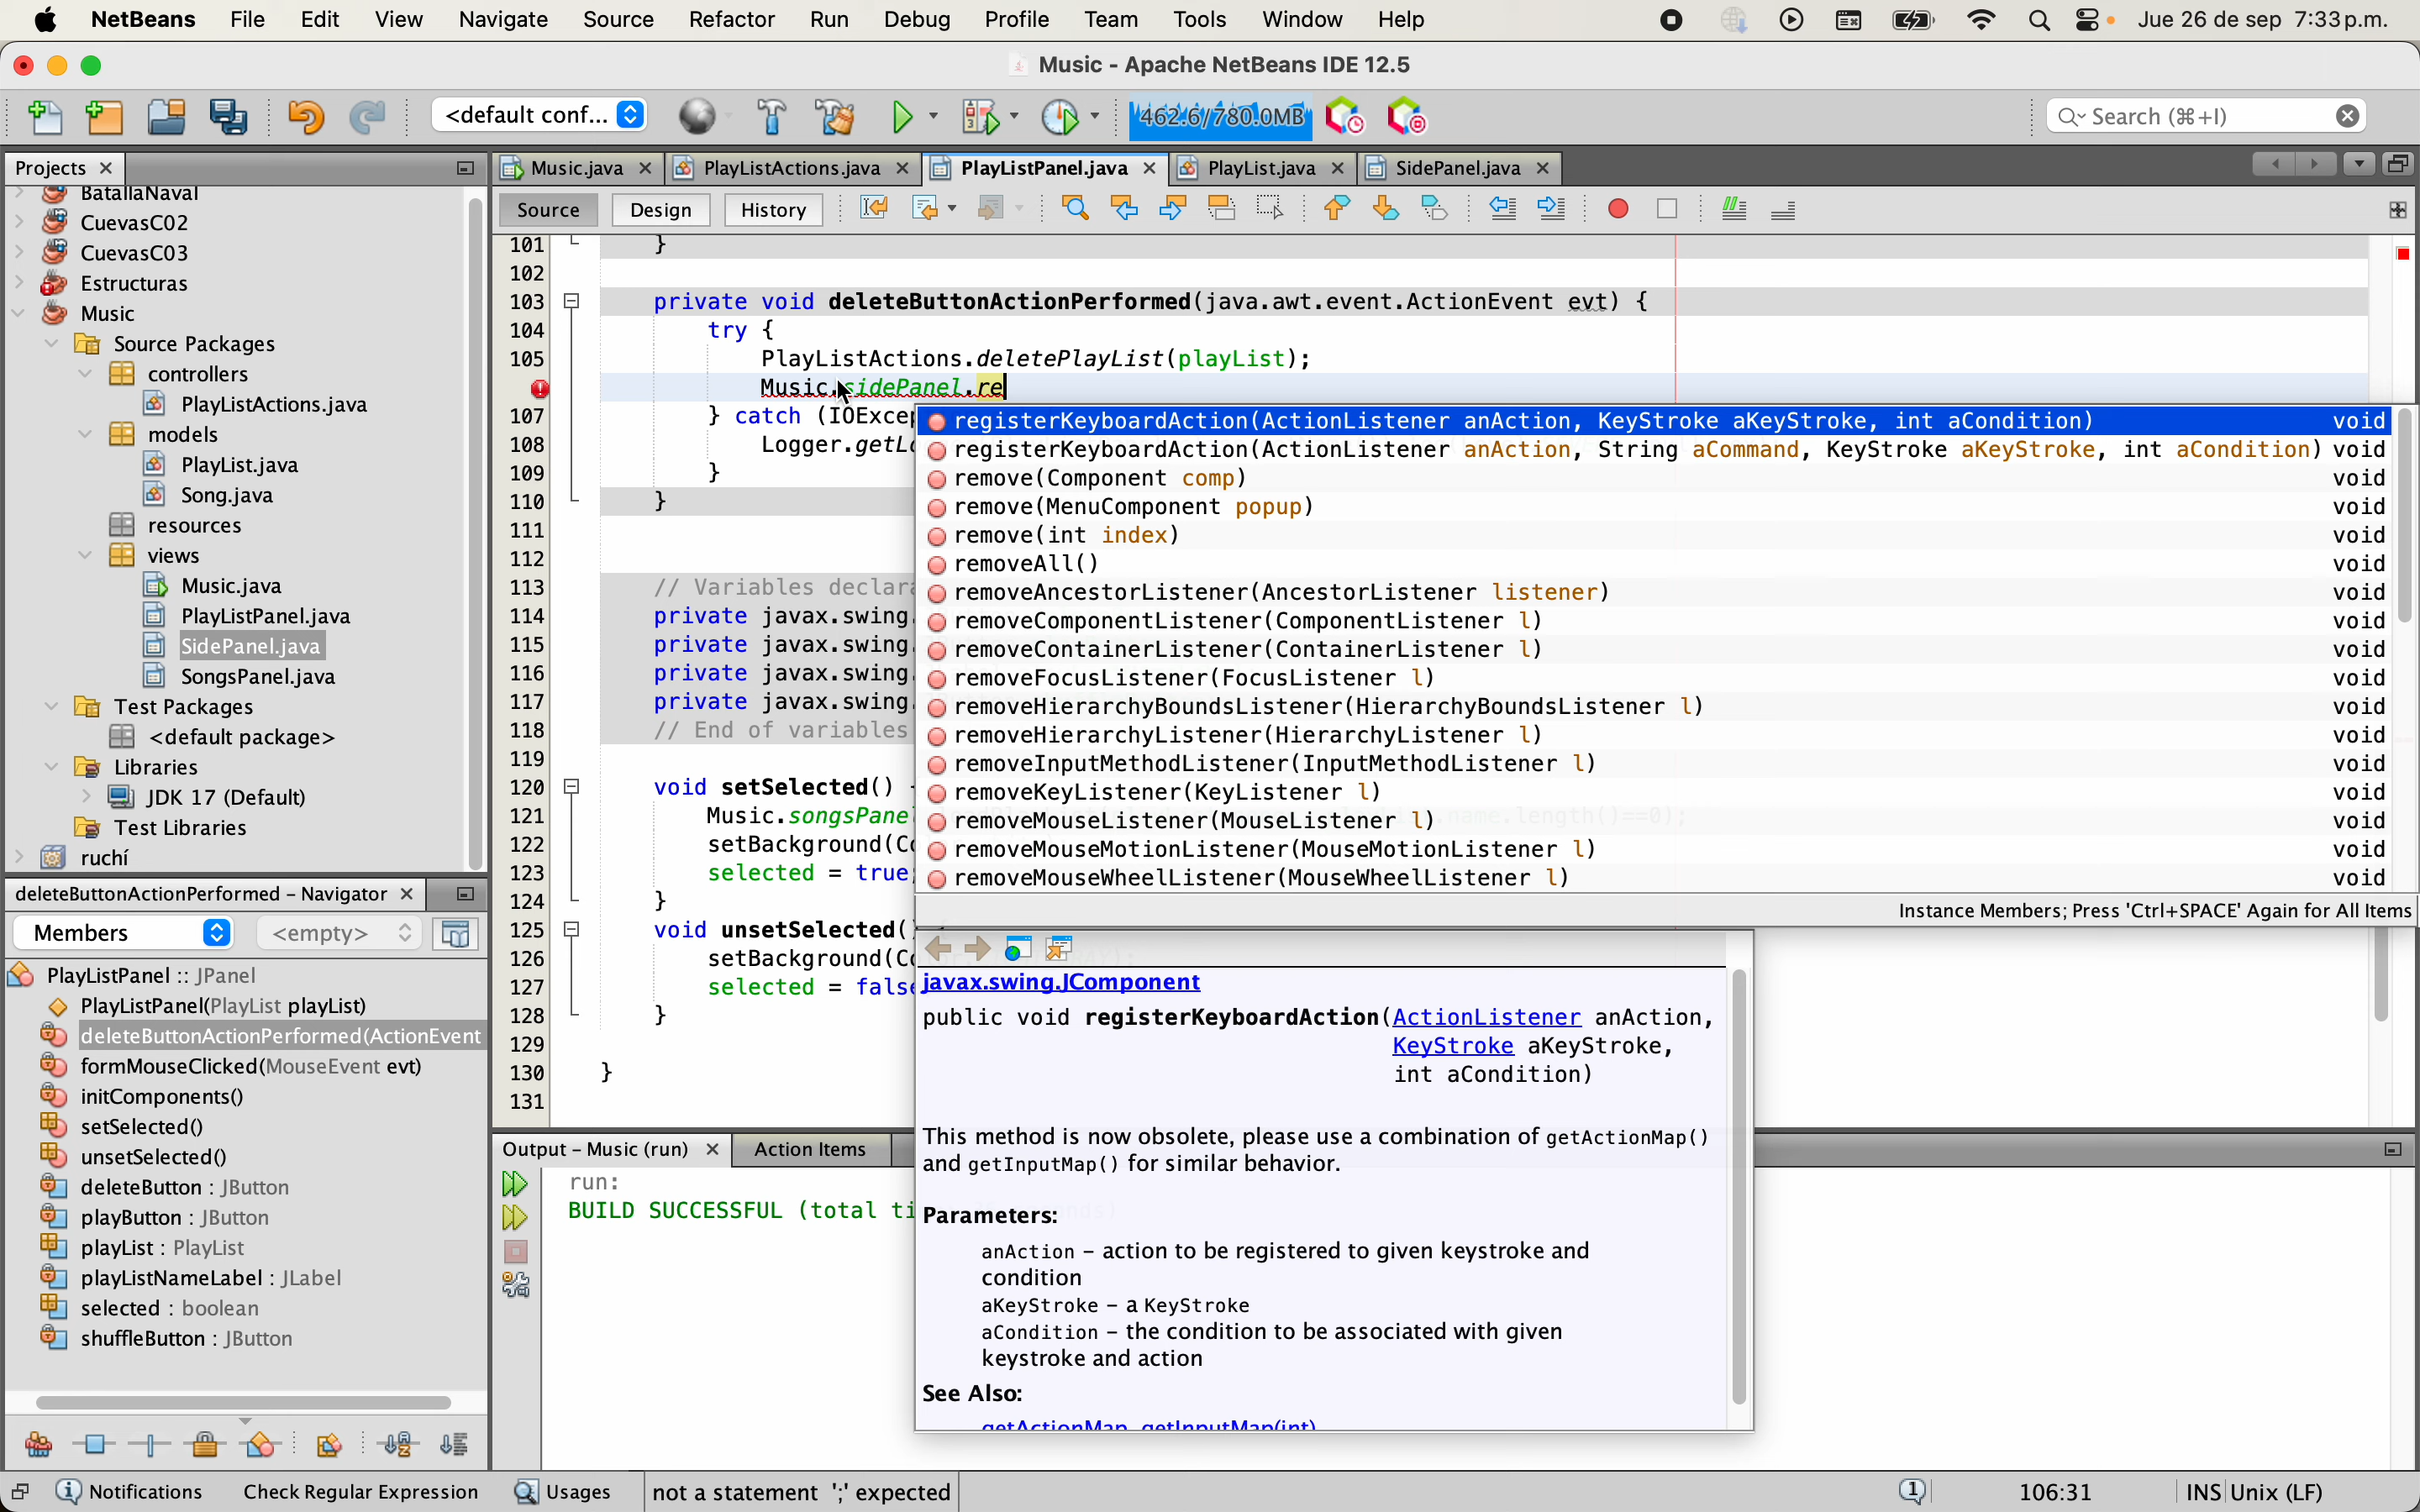 NetBeans File Edit View Navigate Source Refactor Run Debug Profile Team Tools Window Help Jue 26 de sep 7:33 p.m.
Music - Apache NetBeans IDE 12.5
<default conf... 462.6/780.0MB Search (⌘+I)
Projects
BatallaNaval
CuevasC02
CuevasC03
Estructuras
Music
Source Packages
controllers
PlayListActions.java
models
PlayList.java
Song.java
resources
views
Music.java
PlayListPanel.java
SidePanel.java
SongsPanel.java
Test Packages
<default package>
Libraries
JDK 17 (Default)
Test Libraries
ruchí
deleteButtonActionPerformed - Navigator
Members <empty>
PlayListPanel :: JPanel
PlayListPanel(PlayList playList)
deleteButtonActionPerformed(ActionEvent
formMouseClicked(MouseEvent evt)
initComponents()
setSelected()
unsetSelected()
deleteButton : JButton
playButton : JButton
playList : PlayList
playListNameLabel : JLabel
selected : boolean
shuffleButton : JButton
Music.java PlayListActions.java PlayListPanel.java PlayList.java SidePanel.java
Source Design History
101 }
102
103 private void deleteButtonActionPerformed(java.awt.event.ActionEvent evt) {
104 try {
105 PlayListActions.deletePlayList(playList);
Music.sidePanel.re
107 } catch (IOExcep
108 Logger.getLo
109 }
110 }
111
112
113 // Variables declara
114 private javax.swing.
115 private javax.swing.
116 private javax.swing.
117 private javax.swing.
118 // End of variables
119
120 void setSelected()
121 Music.songsPanel name.length()==0);
122 setBackground(Co
123 selected = true;
124 }
125 void unsetSelected() {
126 setBackground(Co
127 selected = false
128 }
129
130 }
131
registerKeyboardAction(ActionListener anAction, KeyStroke aKeyStroke, int aCondition) void
registerKeyboardAction(ActionListener anAction, String aCommand, KeyStroke aKeyStroke, int aCondition) void
remove(Component comp) void
remove(MenuComponent popup) void
remove(int index) void
removeAll() void
removeAncestorListener(AncestorListener listener) void
removeComponentListener(ComponentListener l) void
removeContainerListener(ContainerListener l) void
removeFocusListener(FocusListener l) void
removeHierarchyBoundsListener(HierarchyBoundsListener l) void
removeHierarchyListener(HierarchyListener l) void
removeInputMethodListener(InputMethodListener l) void
removeKeyListener(KeyListener l) void
removeMouseListener(MouseListener l) void
removeMouseMotionListener(MouseMotionListener l) void
removeMouseWheelListener(MouseWheelListener l) void
Instance Members; Press 'Ctrl+SPACE' Again for All Items
javax.swing.JComponent
public void registerKeyboardAction(ActionListener anAction,
KeyStroke aKeyStroke,
int aCondition)
This method is now obsolete, please use a combination of getActionMap()
and getInputMap() for similar behavior.
Parameters:
anAction - action to be registered to given keystroke and
condition
aKeyStroke - a KeyStroke
aCondition - the condition to be associated with given
keystroke and action
See Also:
getActionMap, getInputMap(int)
Output - Music (run) Action Items
run:
BUILD SUCCESSFUL (total ti
Notifications Check Regular Expression Usages not a statement ';' expected 1 106:31 INS Unix (LF)